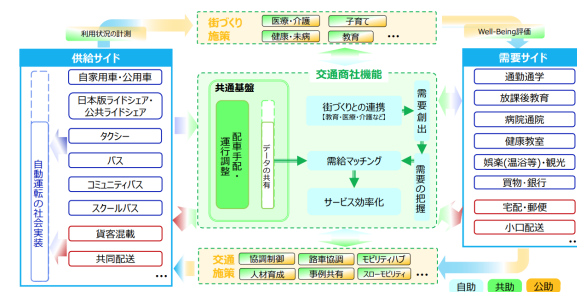 利用状況の計測
街づくり
施策
医療・介護
子育て
健康・未病
教育
•••
Well-Being評価
供給サイド
自家用車・公用車
日本版ライドシェア・
公共ライドシェア
タクシー
バス
コミュニティバス
スクールバス
貨客混載
共同配送
•••
自動運転の社会実装
交通商社機能
共通基盤
配車手配・
運行調整
データの共有
街づくりとの連携
【教育・医療・介護など】
需給マッチング
サービス効率化
需要創出
需要の把握
需要サイド
通勤通学
放課後教育
病院通院
健康教室
娯楽(温浴等)・観光
買物・銀行
宅配・郵便
小口配送
•••
交通
施策
協調制御
路車協調
モビリティハブ
人材育成
事例共有
スローモビリティ
•••
自助
共助
公助